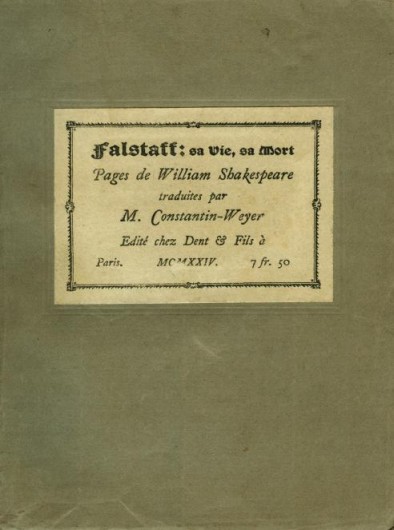 Falstaff: sa Vie, sa Mort
Pages de William Shakespeare
traduites par
M. Constantin-Weyer
Edité chez Dent & Fils à
Paris. MCMXXIV. 7 fr. 50